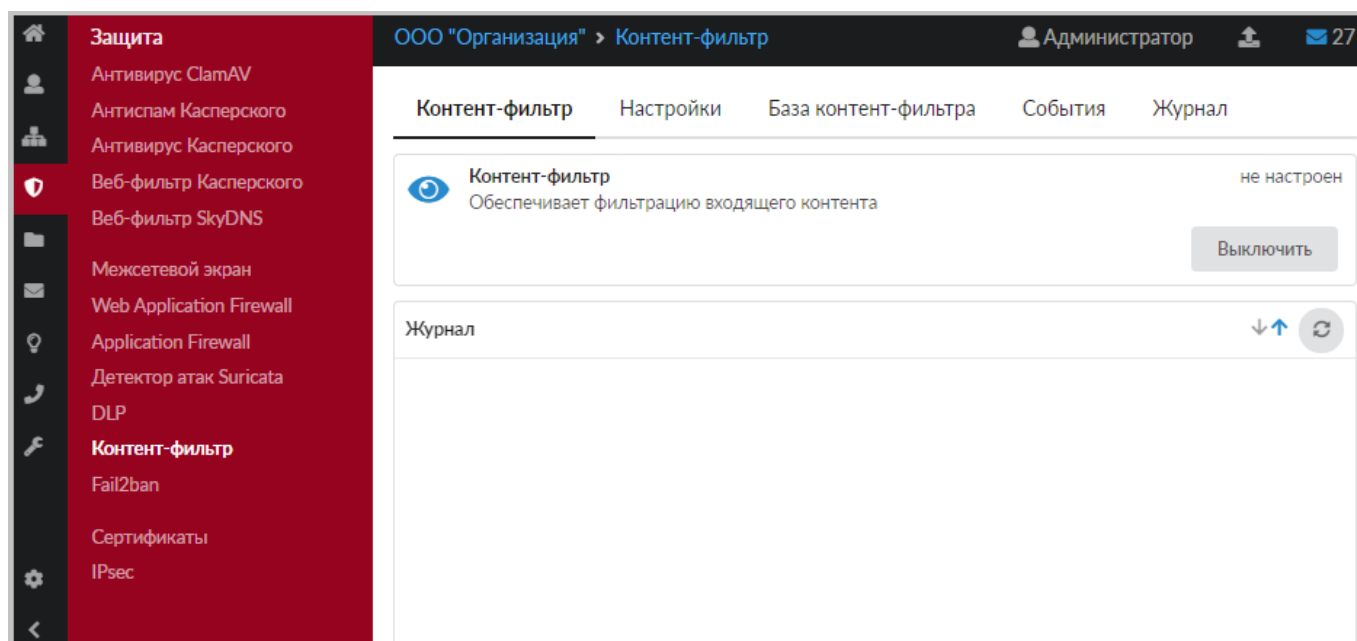 Защита
Антивирус ClamAV
Антиспам Касперского
Антивирус Касперского
Веб-фильтр Касперского
Веб-фильтр SkyDNS
Межсетевой экран
Web Application Firewall
Application Firewall
Детектор атак Suricata
DLP
Контент-фильтр
Fail2ban
Сертификаты
IPsec
ООО "Организация" > Контент-фильтр Администратор 27
Контент-фильтр Настройки База контент-фильтра События Журнал
Контент-фильтр не настроен
Обеспечивает фильтрацию входящего контента
Выключить
Журнал